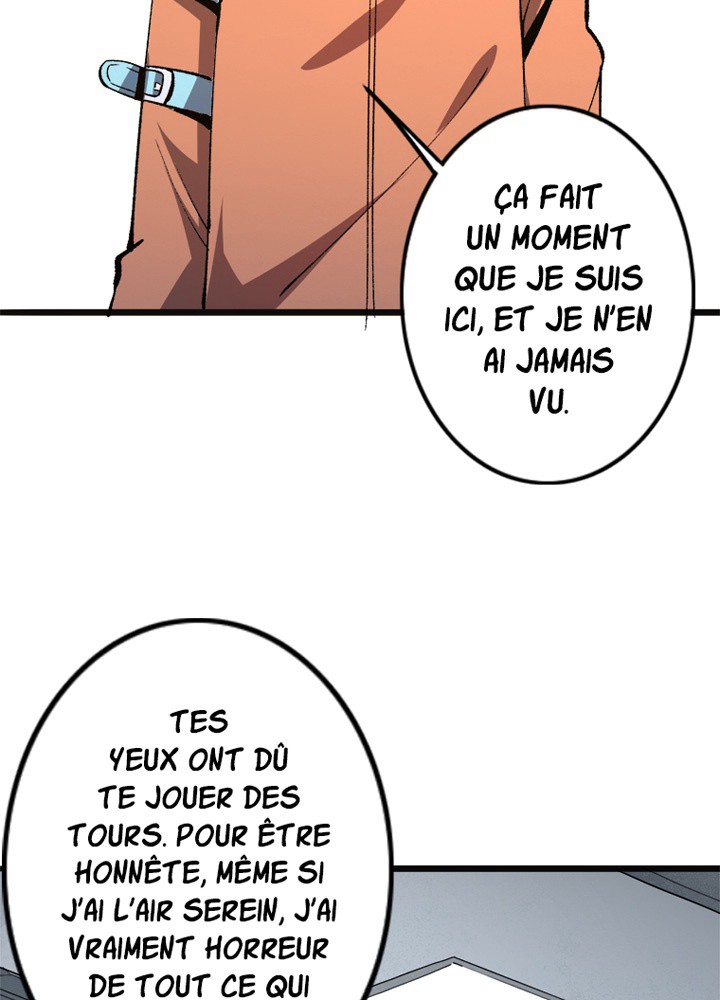 ÇA FAIT
UN MOMENT
QUE JE SUIS
ICI, ET JE N'EN
AI JAMAIS
VU.
TES
YEUX ONT DÛ
TE JOUER DES
TOURS. POUR ÊTRE
HONNÊTE, MÊME SI
J'AI L'AIR SEREIN, J'AI
VRAIMENT HORREUR
DE TOUT CE QUI